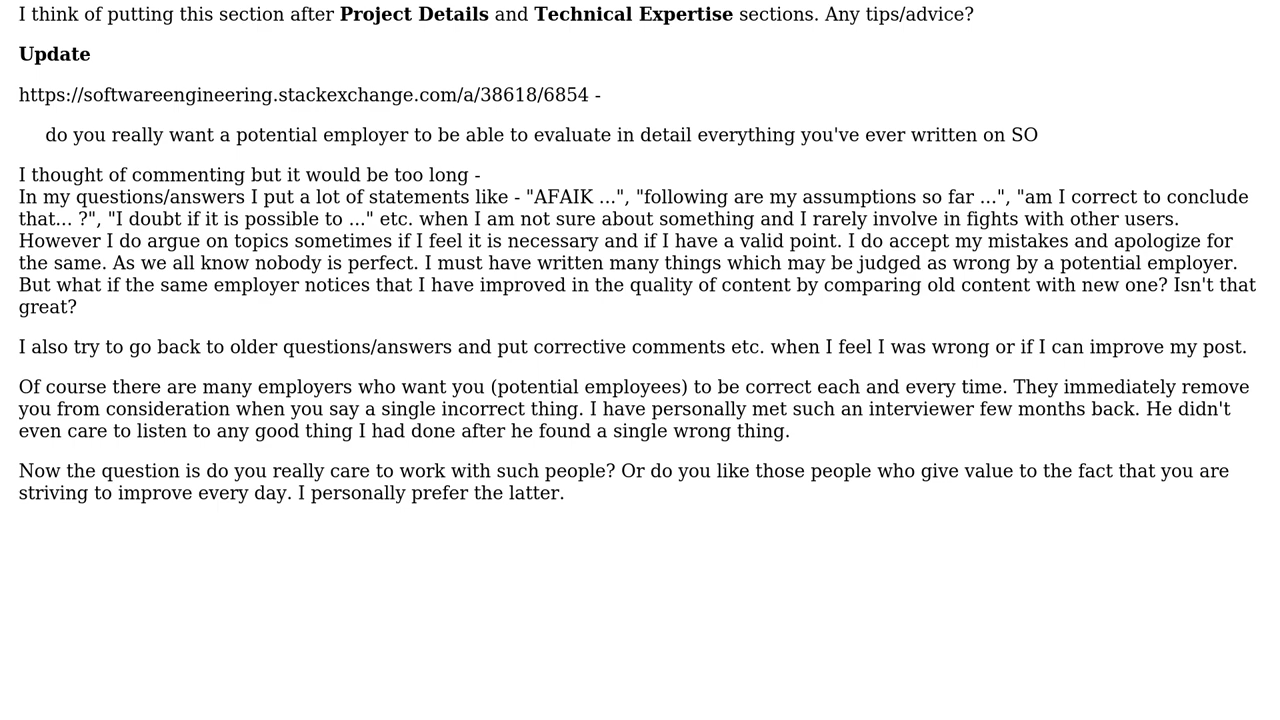 I think of putting this section after Project Details and Technical Expertise sections. Any tips/advice?
Update
https://softwareengineering.stackexchange.com/a/38618/6854 -
do you really want a potential employer to be able to evaluate in detail everything you've ever written on SO
I thought of commenting but it would be too long -
In my questions/answers I put a lot of statements like - "AFAIK ...", "following are my assumptions so far ...", "am I correct to conclude
that... ?", "I doubt if it is possible to ..." etc. when I am not sure about something and I rarely involve in fights with other users.
However I do argue on topics sometimes if I feel it is necessary and if I have a valid point. I do accept my mistakes and apologize for
the same. As we all know nobody is perfect. I must have written many things which may be judged as wrong by a potential employer.
But what if the same employer notices that I have improved in the quality of content by comparing old content with new one? Isn't that
great?
I also try to go back to older questions/answers and put corrective comments etc. when I feel I was wrong or if I can improve my post.
Of course there are many employers who want you (potential employees) to be correct each and every time. They immediately remove
you from consideration when you say a single incorrect thing. I have personally met such an interviewer few months back. He didn't
even care to listen to any good thing I had done after he found a single wrong thing.
Now the question is do you really care to work with such people? Or do you like those people who give value to the fact that you are
striving to improve every day. I personally prefer the latter.